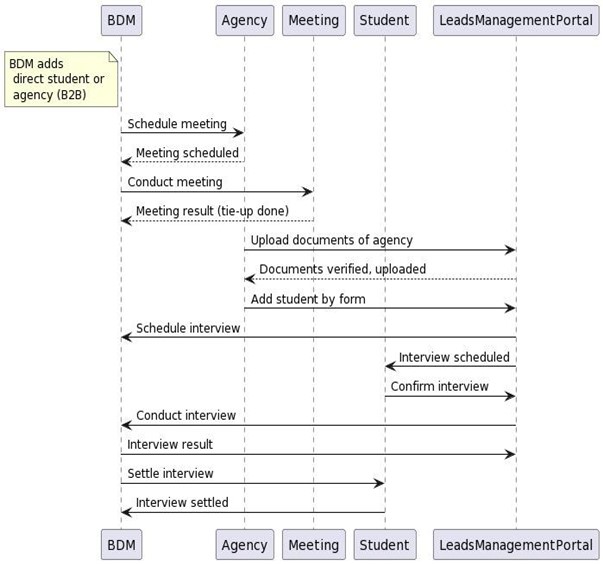 BDM Agency Meeting Student LeadsManagementPortal
BDM adds
direct student or
agency (B2B)
Schedule meeting
Meeting scheduled
Conduct meeting
Meeting result (tie-up done)
Upload documents of agency
Documents verified, uploaded
Add student by form
Schedule interview
Interview scheduled
Confirm interview
Conduct interview
Interview result
Settle interview
Interview settled
BDM Agency Meeting Student LeadsManagementPortal